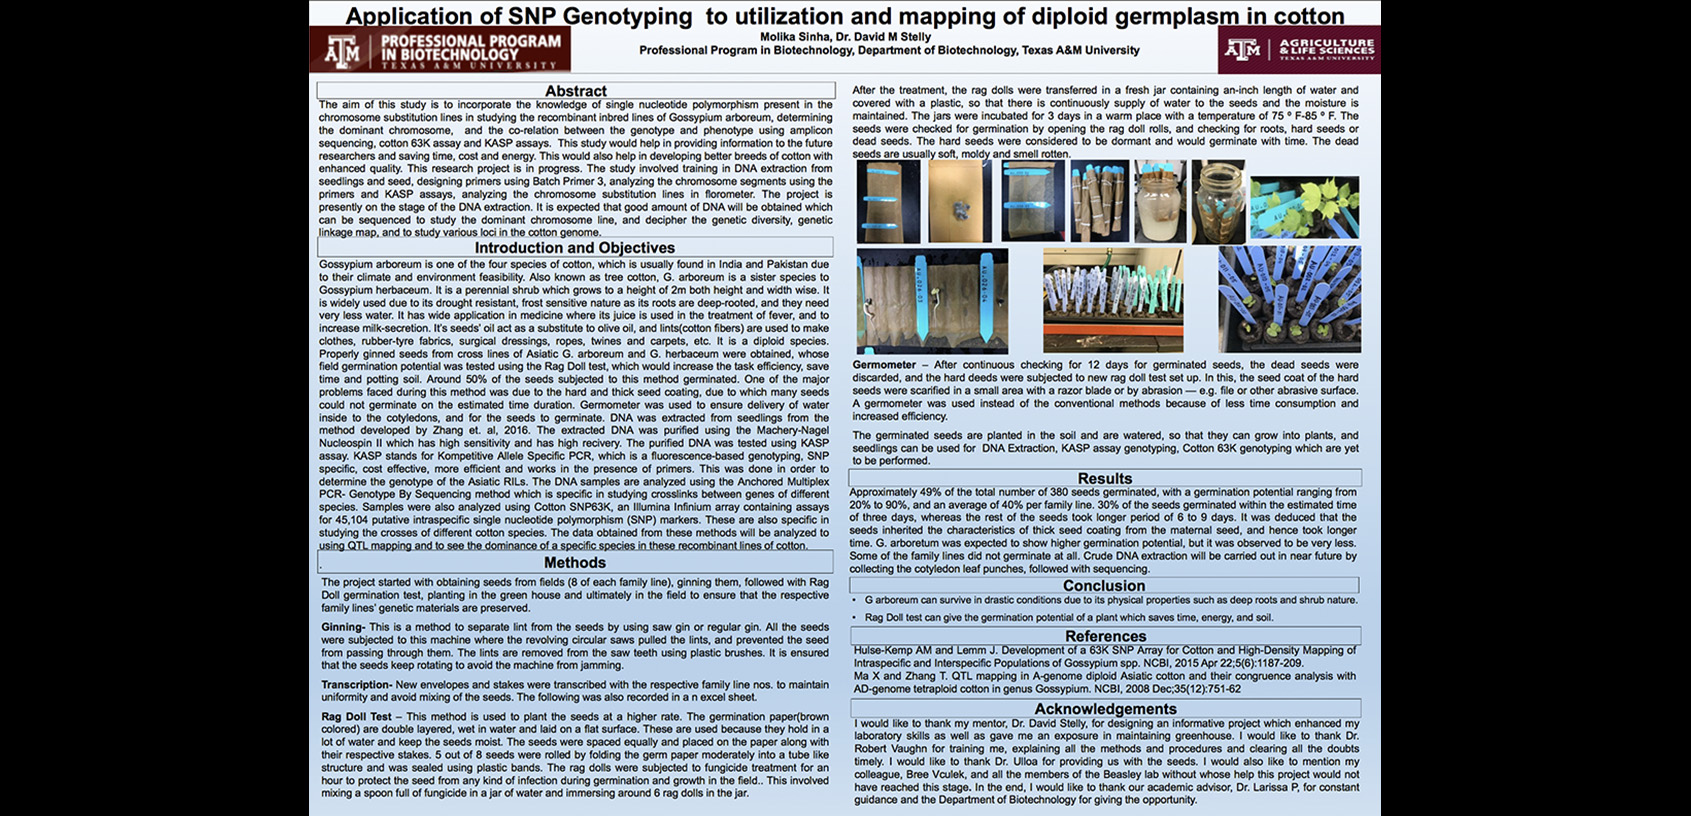 Application of SNP Genotyping to utilization and mapping of diploid germplasm in cotton
Molika Sinha, Dr. David M Stelly
Professional Program in Biotechnology, Department of Biotechnology, Texas A&M University
ATM
PROFESSIONAL PROGRAM
IN BIOTECHNOLOGY
TEXAS A&M UNIVERSITY
ATM
AGRICULTURE
& LIFE SCIENCES
TEXAS A&M UNIVERSITY
Abstract
The aim of this study is to incorporate the knowledge of single nucleotide polymorphism present in the
chromosome substitution lines in studying the recombinant inbred lines of Gossypium arboreum, determining
the dominant chromosome, and the co-relation between the genotype and phenotype using amplicon
sequencing, cotton 63K assay and KASP assays. This study would help in providing information to the future
researchers and saving time, cost and energy. This would also help in developing better breeds of cotton with
enhanced quality. This research project is in progress. The study involved training in DNA extraction from
seedlings and seed, designing primers using Batch Primer 3, analyzing the chromosome segments using the
primers and KASP assays, analyzing the chromosome substitution lines in florometer. The project is
presently on the stage of the DNA extraction. It is expected that good amount of DNA will be obtained which
can be sequenced to study the dominant chromosome line, and decipher the genetic diversity, genetic
linkage map, and to study various loci in the cotton genome.
Introduction and Objectives
Gossypium arboreum is one of the four species of cotton, which is usually found in India and Pakistan due
to their climate and environment feasibility. Also known as tree cotton, G. arboreum is a sister species to
Gossypium herbaceum. It is a perennial shrub which grows to a height of 2m both height and width wise. It
is widely used due to its drought resistant, frost sensitive nature as its roots are deep-rooted, and they need
very less water. It has wide application in medicine where its juice is used in the treatment of fever, and to
increase milk-secretion. It's seeds' oil act as a substitute to olive oil, and lints(cotton fibers) are used to make
clothes, rubber-tyre fabrics, surgical dressings, ropes, twines and carpets, etc. It is a diploid species.
Properly ginned seeds from cross lines of Asiatic G. arboreum and G. herbaceum were obtained, whose
field germination potential was tested using the Rag Doll test, which would increase the task efficiency, save
time and potting soil. Around 50% of the seeds subjected to this method germinated. One of the major
problems faced during this method was due to the hard and thick seed coating, due to which many seeds
could not germinate on the estimated time duration. Germometer was used to ensure delivery of water
inside to the cotyledons, and for the seeds to germinate. DNA was extracted from seedlings from the
method developed by Zhang et. al, 2016. The extracted DNA was purified using the Machery-Nagel
Nucleospin II which has high sensitivity and has high recivery. The purified DNA was tested using KASP
assay. KASP stands for Kompetitive Allele Specific PCR, which is a fluorescence-based genotyping, SNP
specific, cost effective, more efficient and works in the presence of primers. This was done in order to
determine the genotype of the Asiatic RILs. The DNA samples are analyzed using the Anchored Multiplex
PCR- Genotype By Sequencing method which is specific in studying crosslinks between genes of different
species. Samples were also analyzed using Cotton SNP63K, an Illumina Infinium array containing assays
for 45,104 putative intraspecific single nucleotide polymorphism (SNP) markers. These are also specific in
studying the crosses of different cotton species. The data obtained from these methods will be analyzed to
using QTL mapping and to see the dominance of a specific species in these recombinant lines of cotton.
.
Methods
The project started with obtaining seeds from fields (8 of each family line), ginning them, followed with Rag
Doll germination test, planting in the green house and ultimately in the field to ensure that the respective
family lines' genetic materials are preserved.
Ginning- This is a method to separate lint from the seeds by using saw gin or regular gin. All the seeds
were subjected to this machine where the revolving circular saws pulled the lints, and prevented the seed
from passing through them. The lints are removed from the saw teeth using plastic brushes. It is ensured
that the seeds keep rotating to avoid the machine from jamming.
Transcription- New envelopes and stakes were transcribed with the respective family line nos. to maintain
uniformity and avoid mixing of the seeds. The following was also recorded in a n excel sheet.
Rag Doll Test – This method is used to plant the seeds at a higher rate. The germination paper(brown
colored) are double layered, wet in water and laid on a flat surface. These are used because they hold in a
lot of water and keep the seeds moist. The seeds were spaced equally and placed on the paper along with
their respective stakes. 5 out of 8 seeds were rolled by folding the germ paper moderately into a tube like
structure and was sealed using plastic bands. The rag dolls were subjected to fungicide treatment for an
hour to protect the seed from any kind of infection during germination and growth in the field.. This involved
mixing a spoon full of fungicide in a jar of water and immersing around 6 rag dolls in the jar.
After the treatment, the rag dolls were transferred in a fresh jar containing an-inch length of water and
covered with a plastic, so that there is continuously supply of water to the seeds and the moisture is
maintained. The jars were incubated for 3 days in a warm place with a temperature of 75 º F-85 º F. The
seeds were checked for germination by opening the rag doll rolls, and checking for roots, hard seeds or
dead seeds. The hard seeds were considered to be dormant and would germinate with time. The dead
seeds are usually soft, moldy and smell rotten.
Germometer – After continuous checking for 12 days for germinated seeds, the dead seeds were
discarded, and the hard deeds were subjected to new rag doll test set up. In this, the seed coat of the hard
seeds were scarified in a small area with a razor blade or by abrasion — e.g. file or other abrasive surface.
A germometer was used instead of the conventional methods because of less time consumption and
increased efficiency.
The germinated seeds are planted in the soil and are watered, so that they can grow into plants, and
seedlings can be used for DNA Extraction, KASP assay genotyping, Cotton 63K genotyping which are yet
to be performed.
Results
Approximately 49% of the total number of 380 seeds germinated, with a germination potential ranging from
20% to 90%, and an average of 40% per family line. 30% of the seeds germinated within the estimated time
of three days, whereas the rest of the seeds took longer period of 6 to 9 days. It was deduced that the
seeds inherited the characteristics of thick seed coating from the maternal seed, and hence took longer
time. G. arboretum was expected to show higher germination potential, but it was observed to be very less.
Some of the family lines did not germinate at all. Crude DNA extraction will be carried out in near future by
collecting the cotyledon leaf punches, followed with sequencing.
Conclusion
• G arboreum can survive in drastic conditions due to its physical properties such as deep roots and shrub nature.
• Rag Doll test can give the germination potential of a plant which saves time, energy, and soil.
References
Hulse-Kemp AM and Lemm J. Development of a 63K SNP Array for Cotton and High-Density Mapping of
Intraspecific and Interspecific Populations of Gossypium spp. NCBI, 2015 Apr 22;5(6):1187-209.
Ma X and Zhang T. QTL mapping in A-genome diploid Asiatic cotton and their congruence analysis with
AD-genome tetraploid cotton in genus Gossypium. NCBI, 2008 Dec;35(12):751-62
Acknowledgements
I would like to thank my mentor, Dr. David Stelly, for designing an informative project which enhanced my
laboratory skills as well as gave me an exposure in maintaining greenhouse. I would like to thank Dr.
Robert Vaughn for training me, explaining all the methods and procedures and clearing all the doubts
timely. I would like to thank Dr. Ulloa for providing us with the seeds. I would also like to mention my
colleague, Bree Vculek, and all the members of the Beasley lab without whose help this project would not
have reached this stage. In the end, I would like to thank our academic advisor, Dr. Larissa P, for constant
guidance and the Department of Biotechnology for giving the opportunity.